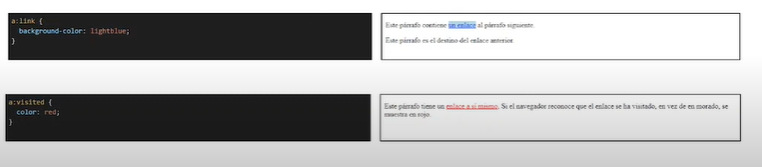 a:link {
background-color: lightblue;
}
Este párrafo contiene un enlace al párrafo siguiente.
Este párrafo es el destino del enlace anterior.
a:visited {
color: red;
}
Este párrafo tiene un enlace a sí mismo. Si el navegador reconoce que el enlace se ha visitado, en vez de en morado, se
muestra en rojo.